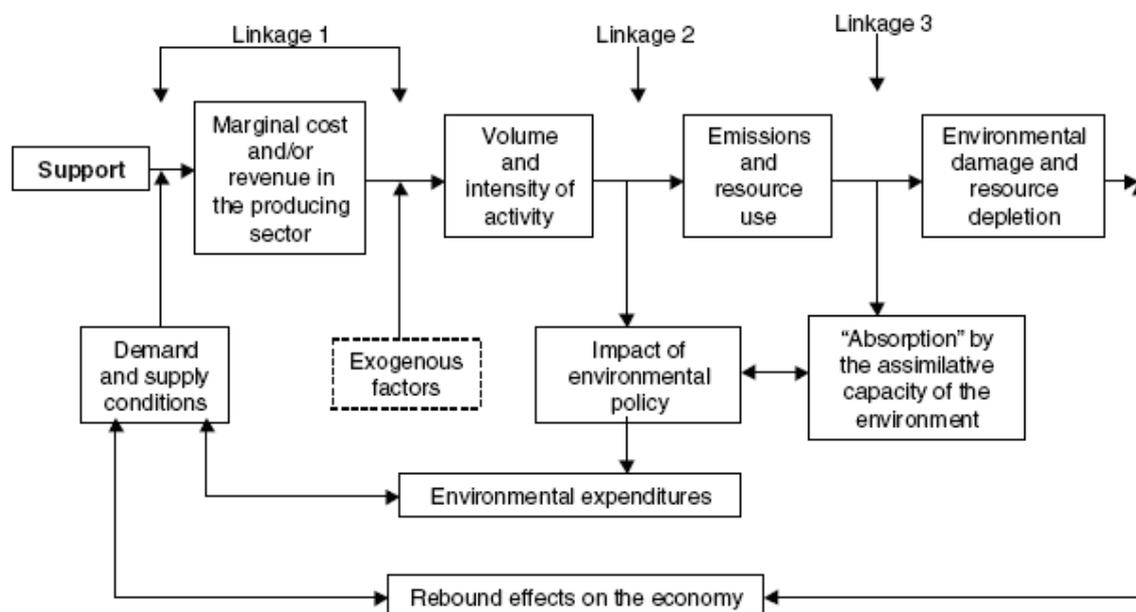 Linkage 1
Linkage 2
Linkage 3
Support
Marginal cost
and/or
revenue in
the producing
sector
Volume
and
intensity of
activity
Emissions
and
resource
use
Environmental
damage and
resource
depletion
Demand
and supply
conditions
Exogenous
factors
Impact of
environmental
policy
“Absorption” by
the assimilative
capacity of the
environment
Environmental expenditures
Rebound effects on the economy